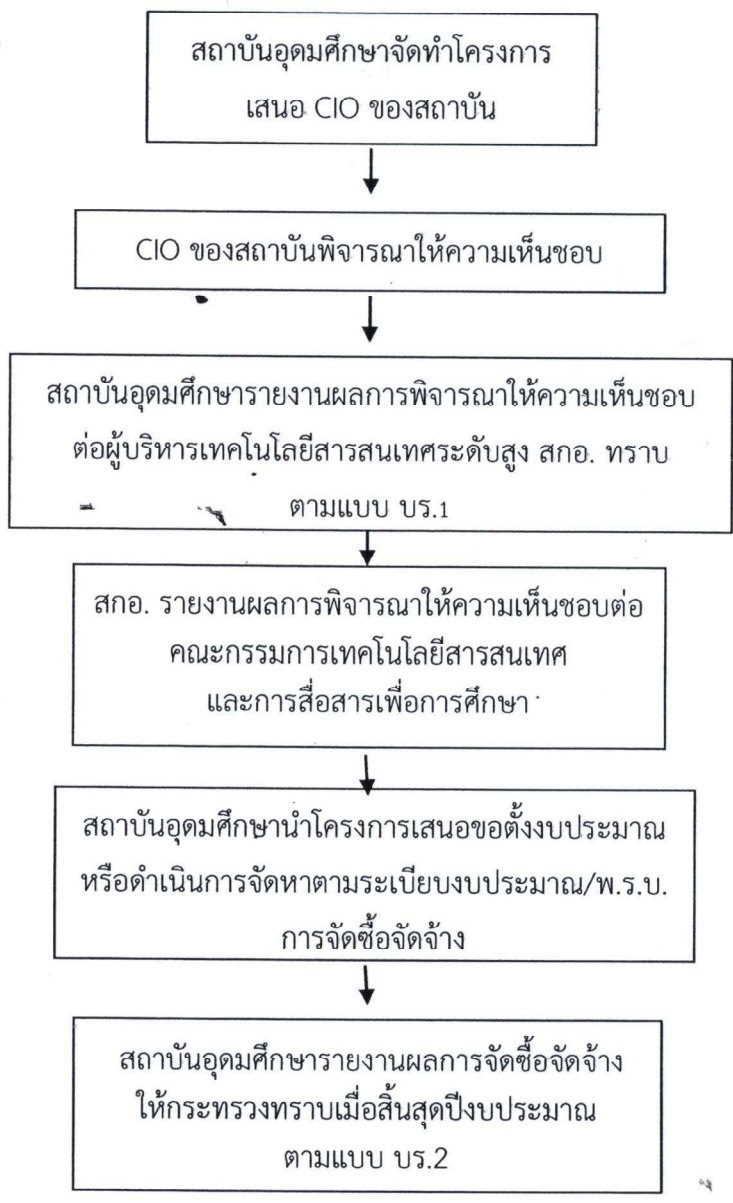 สถาบันอุดมศึกษาจัดทำโครงการ
เสนอ CIO ของสถาบัน
CIO ของสถาบันพิจารณาให้ความเห็นชอบ
สถาบันอุดมศึกษารายงานผลการพิจารณาให้ความเห็นชอบ
ต่อผู้บริหารเทคโนโลยีสารสนเทศระดับสูง สกอ. ทราบ
ตามแบบ บร.1
สกอ. รายงานผลการพิจารณาให้ความเห็นชอบต่อ
คณะกรรมการเทคโนโลยีสารสนเทศ
และการสื่อสารเพื่อการศึกษา
สถาบันอุดมศึกษานำโครงการเสนอขอตั้งงบประมาณ
หรือดำเนินการจัดหาตามระเบียบงบประมาณ/พ.ร.บ.
การจัดซื้อจัดจ้าง
สถาบันอุดมศึกษารายงานผลการจัดซื้อจัดจ้าง
ให้กระทรวงทราบเมื่อสิ้นสุดปีงบประมาณ
ตามแบบ บร.2